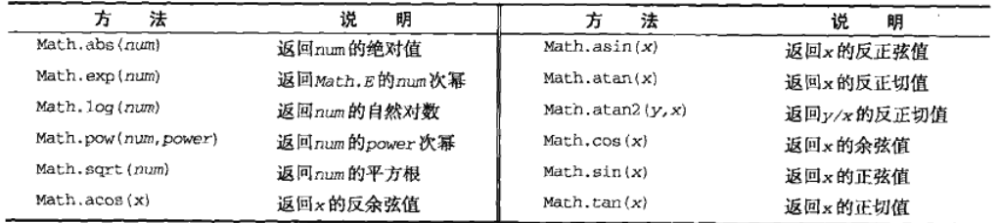 方 法 说 明 方 法 说 明
Math.abs(num) 返回num的绝对值 Math.asin(x) 返回x的反正弦值
Math.exp(num) 返回Math.E的num次幂 Math.atan(x) 返回x的反正切值
Math.log(num) 返回num的自然对数 Math.atan2(y,x) 返回y/x的反正切值
Math.pow(num,power) 返回num的power次幂 Math.cos(x) 返回x的余弦值
Math.sqrt(num) 返回num的平方根 Math.sin(x) 返回x的正弦值
Math.acos(x) 返回x的反余弦值 Math.tan(x) 返回x的正切值